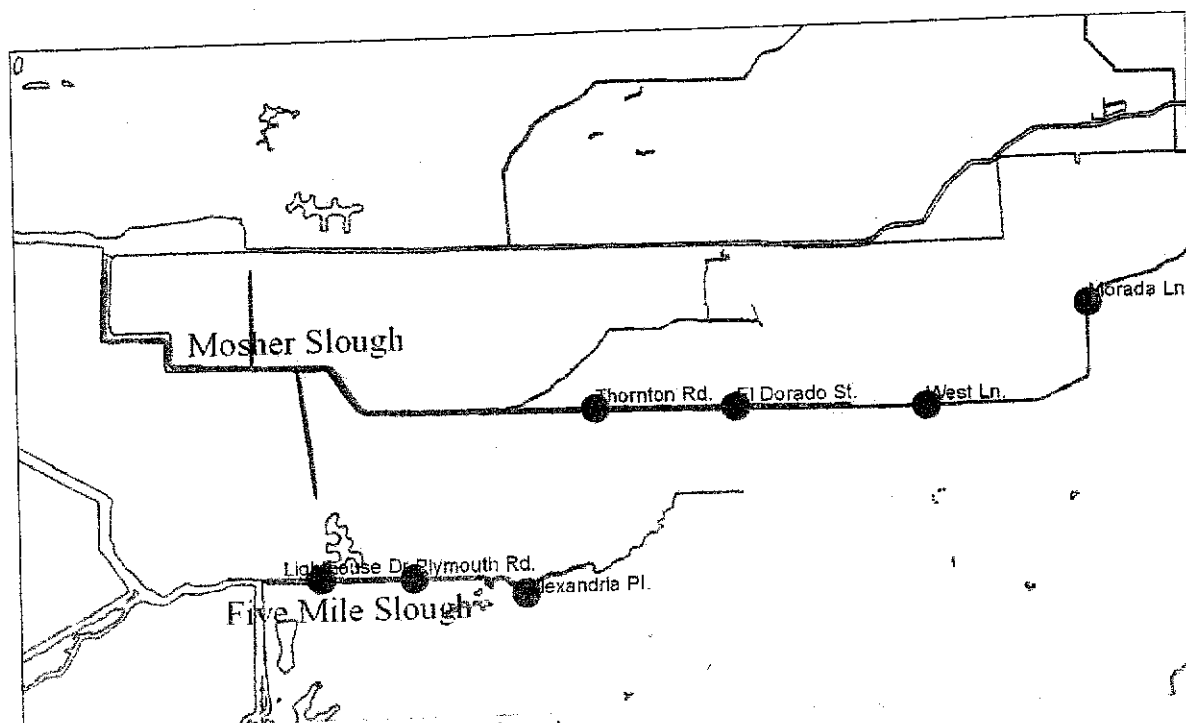 Morada Ln
Mosher Slough
Thornton Rd.
El Dorado St.
West Ln.
Lighthouse Dr
Plymouth Rd.
Alexandria Pl.
Five Mile Slough